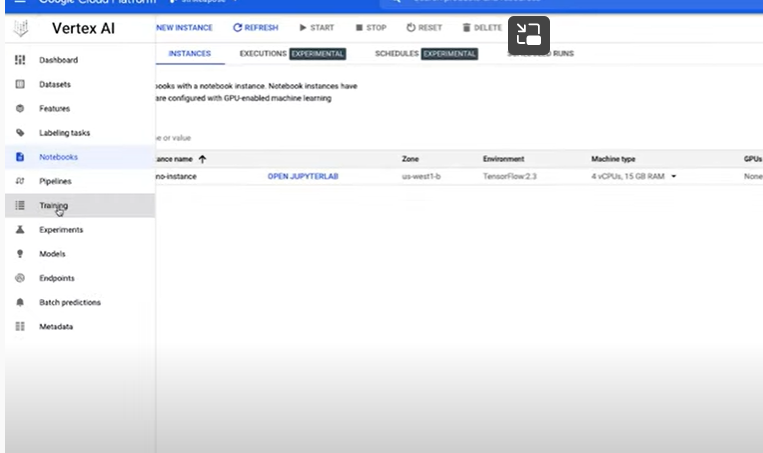 Google Cloud Platform
Vertex AI
NEW INSTANCE REFRESH START STOP RESET DELETE
INSTANCES EXECUTIONS EXPERIMENTAL SCHEDULES EXPERIMENTAL RUNS
Dashboard
Datasets
Features
Labeling tasks
Notebooks
Pipelines
Training
Experiments
Models
Endpoints
Batch predictions
Metadata
books with a notebook instance. Notebook instances have
are configured with GPU-enabled machine learning
or value
ance name Zone Environment Machine type GPUs
no-instance OPEN JUPYTERLAB us-west1-b TensorFlow:2.3 4 vCPUs, 15 GB RAM None